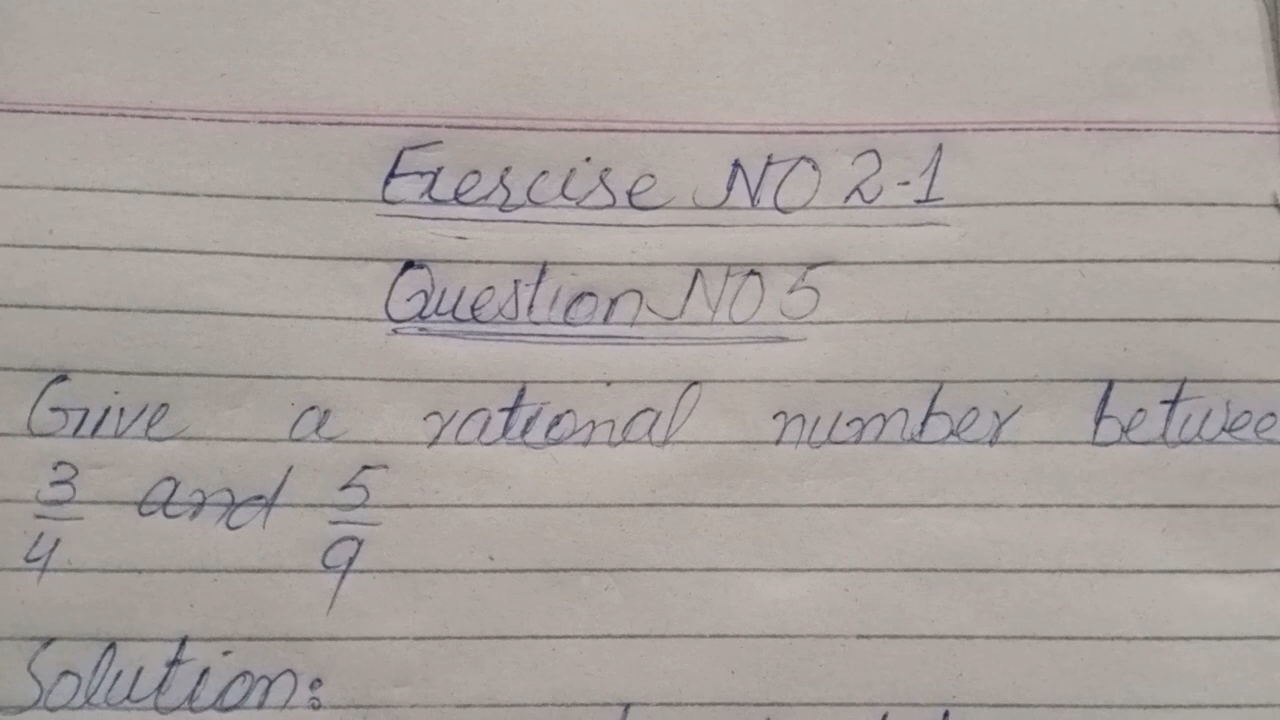 Exercise NO 2-1
Question NO 5
Give a rational number betwee
3/4 and 5/9
Solution: